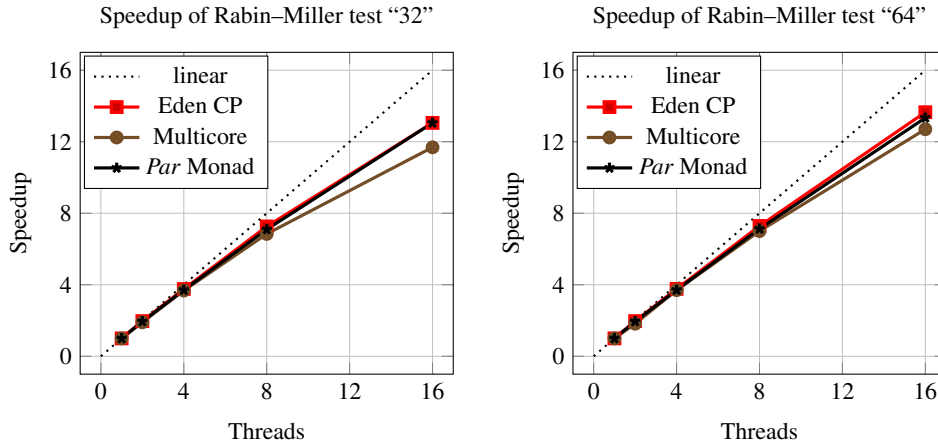 Speedup of Rabin–Miller test “32”
16
12
8
4
0
Speedup
linear
Eden CP
Multicore
Par Monad
0 4 8 12 16
Threads
Speedup of Rabin–Miller test “64”
16
12
8
4
0
Speedup
linear
Eden CP
Multicore
Par Monad
0 4 8 12 16
Threads